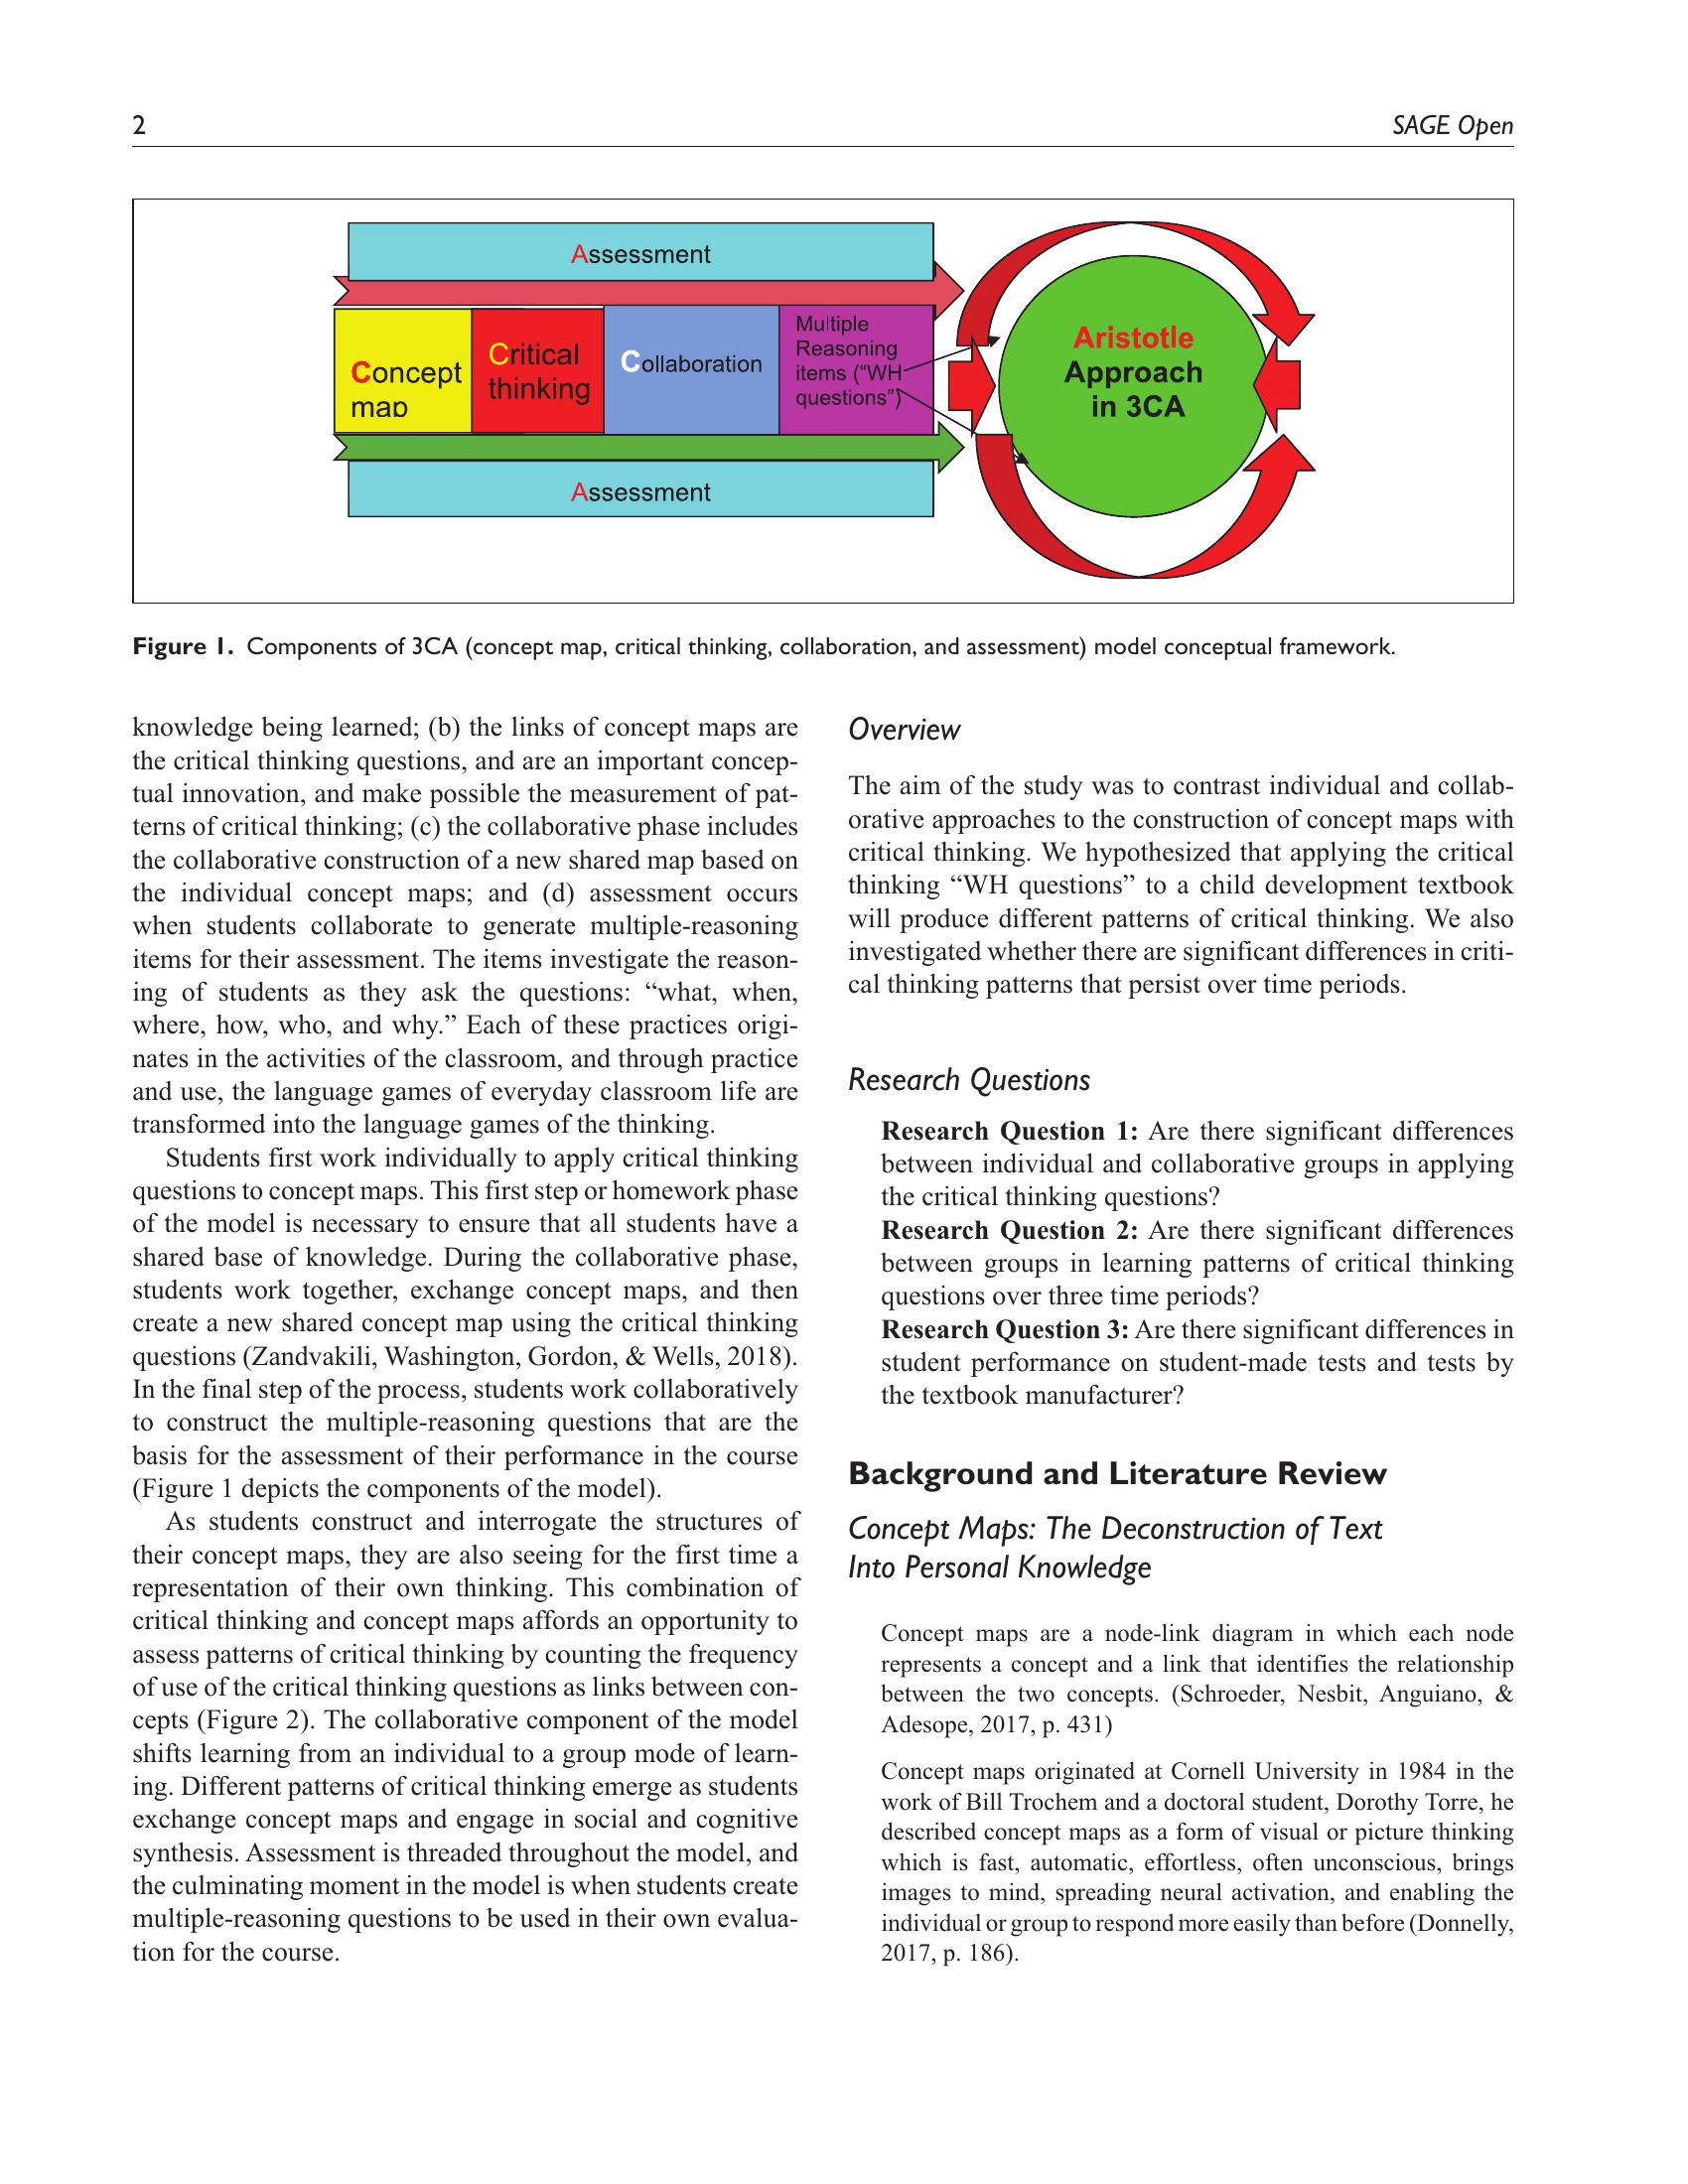 2
SAGE Open
Assessment
Concept
map
Critical
thinking
Collaboration
Multiple
Reasoning
items (“WH
questions”)
Assessment
Aristotle
Approach
in 3CA
Figure 1. Components of 3CA (concept map, critical thinking, collaboration, and assessment) model conceptual framework.
knowledge being learned; (b) the links of concept maps are
the critical thinking questions, and are an important concep-
tual innovation, and make possible the measurement of pat-
terns of critical thinking; (c) the collaborative phase includes
the collaborative construction of a new shared map based on
the individual concept maps; and (d) assessment occurs
when students collaborate to generate multiple-reasoning
items for their assessment. The items investigate the reason-
ing of students as they ask the questions: “what, when,
where, how, who, and why.” Each of these practices origi-
nates in the activities of the classroom, and through practice
and use, the language games of everyday classroom life are
transformed into the language games of the thinking.
Students first work individually to apply critical thinking
questions to concept maps. This first step or homework phase
of the model is necessary to ensure that all students have a
shared base of knowledge. During the collaborative phase,
students work together, exchange concept maps, and then
create a new shared concept map using the critical thinking
questions (Zandvakili, Washington, Gordon, & Wells, 2018).
In the final step of the process, students work collaboratively
to construct the multiple-reasoning questions that are the
basis for the assessment of their performance in the course
(Figure 1 depicts the components of the model).
As students construct and interrogate the structures of
their concept maps, they are also seeing for the first time a
representation of their own thinking. This combination of
critical thinking and concept maps affords an opportunity to
assess patterns of critical thinking by counting the frequency
of use of the critical thinking questions as links between con-
cepts (Figure 2). The collaborative component of the model
shifts learning from an individual to a group mode of learn-
ing. Different patterns of critical thinking emerge as students
exchange concept maps and engage in social and cognitive
synthesis. Assessment is threaded throughout the model, and
the culminating moment in the model is when students create
multiple-reasoning questions to be used in their own evalua-
tion for the course.
Overview
The aim of the study was to contrast individual and collab-
orative approaches to the construction of concept maps with
critical thinking. We hypothesized that applying the critical
thinking “WH questions” to a child development textbook
will produce different patterns of critical thinking. We also
investigated whether there are significant differences in criti-
cal thinking patterns that persist over time periods.
Research Questions
Research Question 1: Are there significant differences
between individual and collaborative groups in applying
the critical thinking questions?
Research Question 2: Are there significant differences
between groups in learning patterns of critical thinking
questions over three time periods?
Research Question 3: Are there significant differences in
student performance on student-made tests and tests by
the textbook manufacturer?
Background and Literature Review
Concept Maps: The Deconstruction of Text
Into Personal Knowledge
Concept maps are a node-link diagram in which each node
represents a concept and a link that identifies the relationship
between the two concepts. (Schroeder, Nesbit, Anguiano, &
Adesope, 2017, p. 431)
Concept maps originated at Cornell University in 1984 in the
work of Bill Trochem and a doctoral student, Dorothy Torre, he
described concept maps as a form of visual or picture thinking
which is fast, automatic, effortless, often unconscious, brings
images to mind, spreading neural activation, and enabling the
individual or group to respond more easily than before (Donnelly,
2017, p. 186).